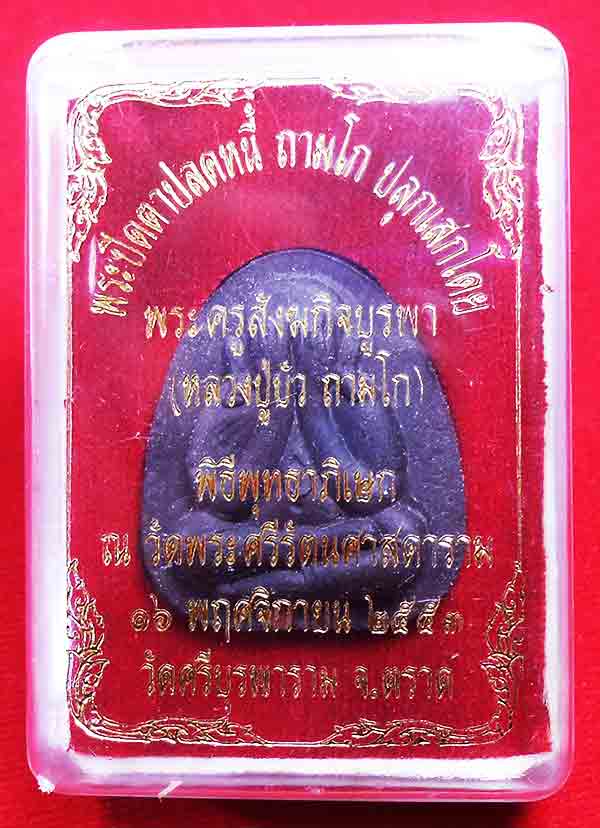 พระปิดตาปลดหนี้ ถามโก ปลุกเสกโดย
พระครูสังฆกิจบูรพา
(หลวงปู่บัว ถามโก)
พิธีพุทธาภิเษก
ณ วัดพระศรีรัตนศาสดาราม
๑๖ พฤศจิกายน ๒๕๕๓
วัดศรีบูรพาราม จ.ตราด